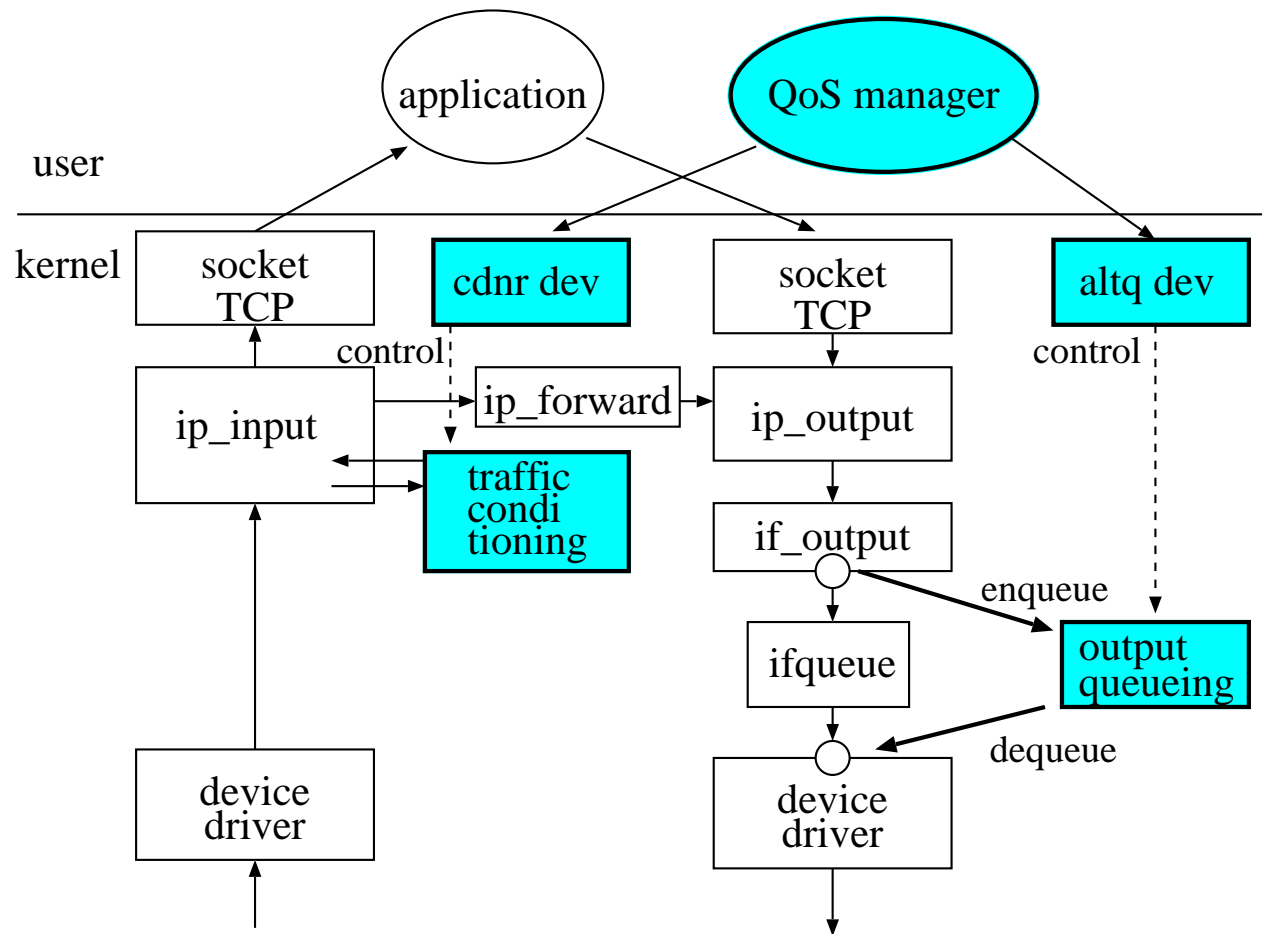 application
QoS manager
user
kernel
socket
TCP
cdnr dev
socket
TCP
altq dev
control
control
ip_input
ip_forward
ip_output
traffic
condi
tioning
if_output
enqueue
ifqueue
output
queueing
dequeue
device
driver
device
driver